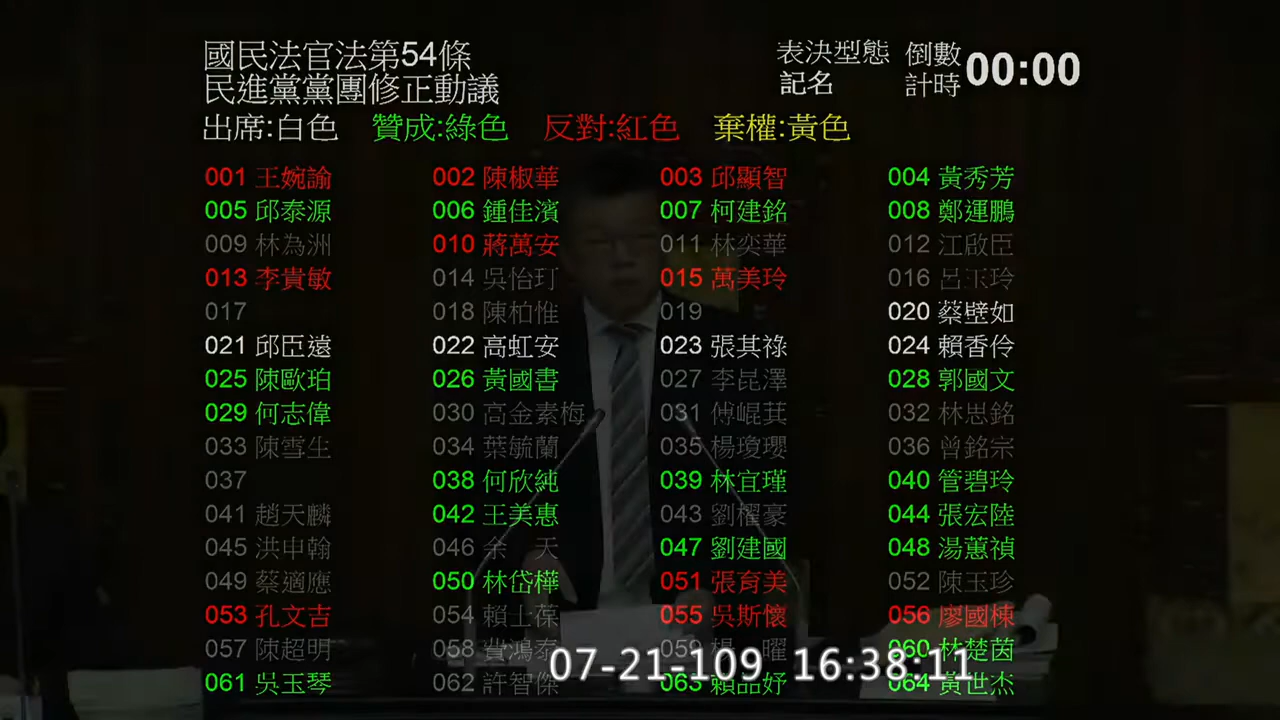 國民法官法第54條
民進黨黨團修正動議
表決型態
記名
倒數
計時
00:00
出席:白色 贊成:綠色 反對:紅色 棄權:黃色
001 王婉諭 002 陳椒華 003 邱顯智 004 黃秀芳
005 邱泰源 006 鍾佳濱 007 柯建銘 008 鄭運鵬
009 林為洲 010 蔣萬安 011 林奕華 012 江啟臣
013 李貴敏 014 吳怡玎 015 萬美玲 016 呂玉玲
017 018 陳柏惟 019 020 蔡壁如
021 邱臣遠 022 高虹安 023 張其祿 024 賴香伶
025 陳歐珀 026 黃國書 027 李昆澤 028 郭國文
029 何志偉 030 高金素梅 031 傅崐萁 032 林思銘
033 陳雪生 034 葉毓蘭 035 楊瓊瓔 036 曾銘宗
037 038 何欣純 039 林宜瑾 040 管碧玲
041 趙天麟 042 王美惠 043 劉櫂豪 044 張宏陸
045 洪申翰 046 余 天 047 劉建國 048 湯蕙禎
049 蔡適應 050 林岱樺 051 張育美 052 陳玉珍
053 孔文吉 054 賴士葆 055 吳斯懷 056 廖國棟
057 陳超明 058 費鴻泰 059 楊 曜 060 林楚茵
061 吳玉琴 062 許智傑 063 賴品妤 064 黃世杰
07-21-109 16:38:11